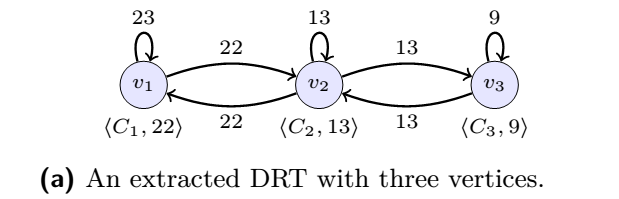 23 13 9
22 13
v₁ v₂ v₃
22 13
⟨C₁, 22⟩ ⟨C₂, 13⟩ ⟨C₃, 9⟩
(a) An extracted DRT with three vertices.